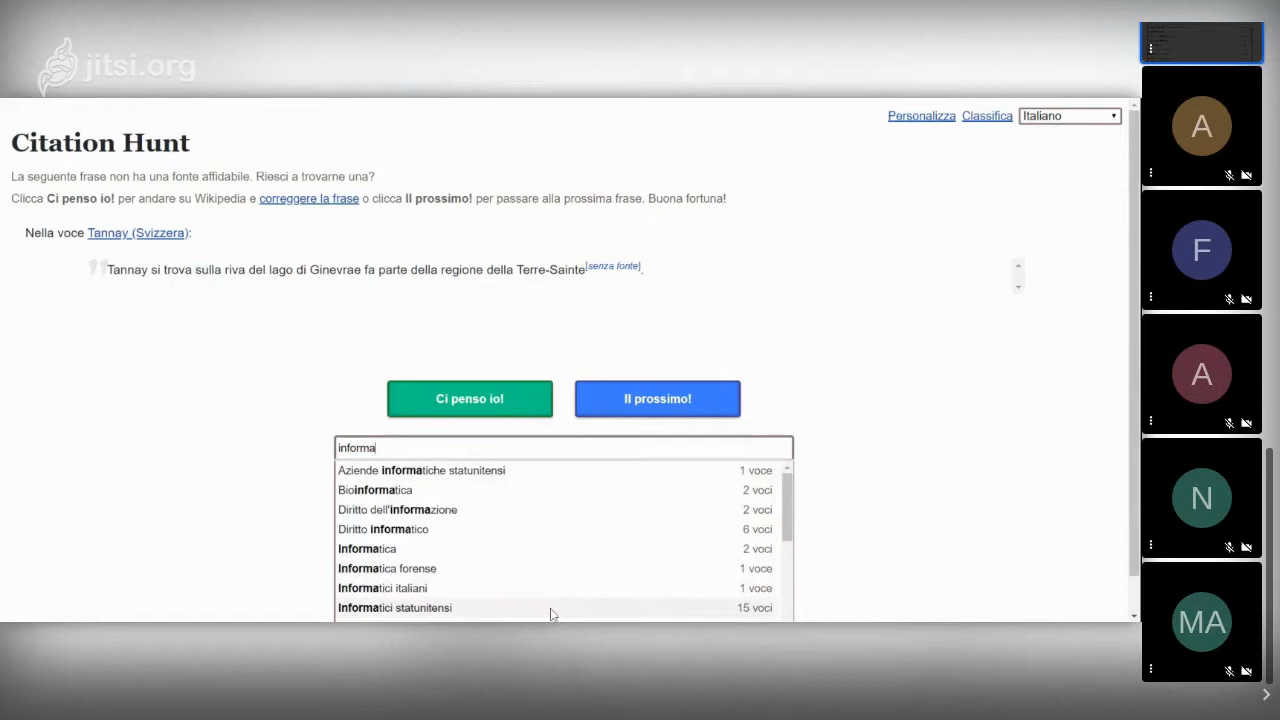 jitsi.org
Personalizza Classifica Italiano
Citation Hunt
La seguente frase non ha una fonte affidabile. Riesci a trovarne una?
Clicca Ci penso io! per andare su Wikipedia e correggere la frase o clicca Il prossimo! per passare alla prossima frase. Buona fortuna!
Nella voce Tannay (Svizzera):
Tannay si trova sulla riva del lago di Ginevrae fa parte della regione della Terre-Sainte[senza fonte].
Ci penso io! Il prossimo!
informa
Aziende informatiche statunitensi 1 voce
Bioinformatica 2 voci
Diritto dell'informazione 2 voci
Diritto informatico 6 voci
Informatica 2 voci
Informatica forense 1 voce
Informatici italiani 1 voce
Informatici statunitensi 15 voci
A
F
A
N
MA